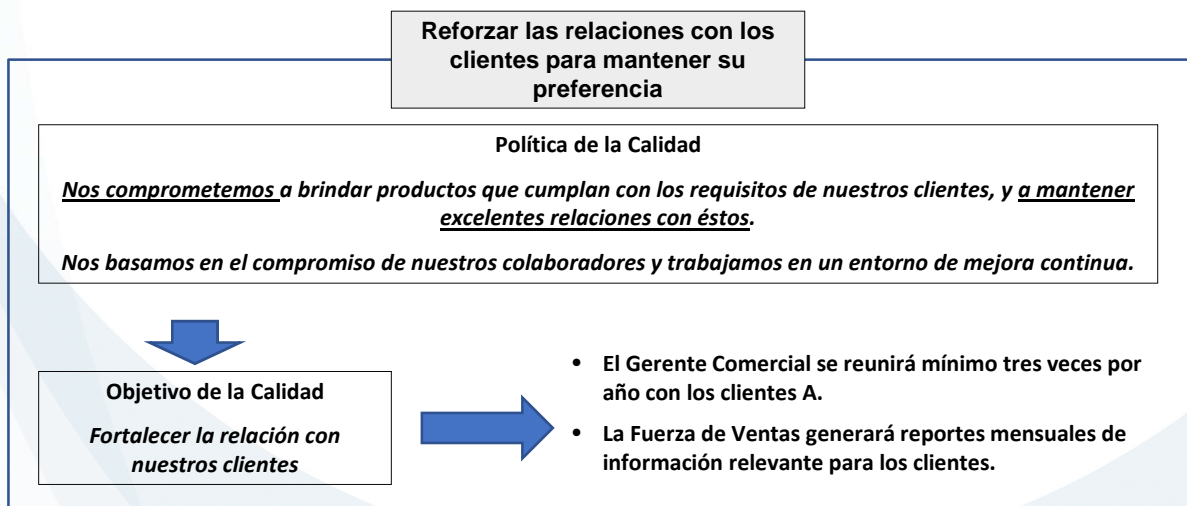 Reforzar las relaciones con los
clientes para mantener su
preferencia
Política de la Calidad
Nos comprometemos a brindar productos que cumplan con los requisitos de nuestros clientes, y a mantener
excelentes relaciones con éstos.
Nos basamos en el compromiso de nuestros colaboradores y trabajamos en un entorno de mejora continua.
Objetivo de la Calidad
Fortalecer la relación con
nuestros clientes
• El Gerente Comercial se reunirá mínimo tres veces por
año con los clientes A.
• La Fuerza de Ventas generará reportes mensuales de
información relevante para los clientes.